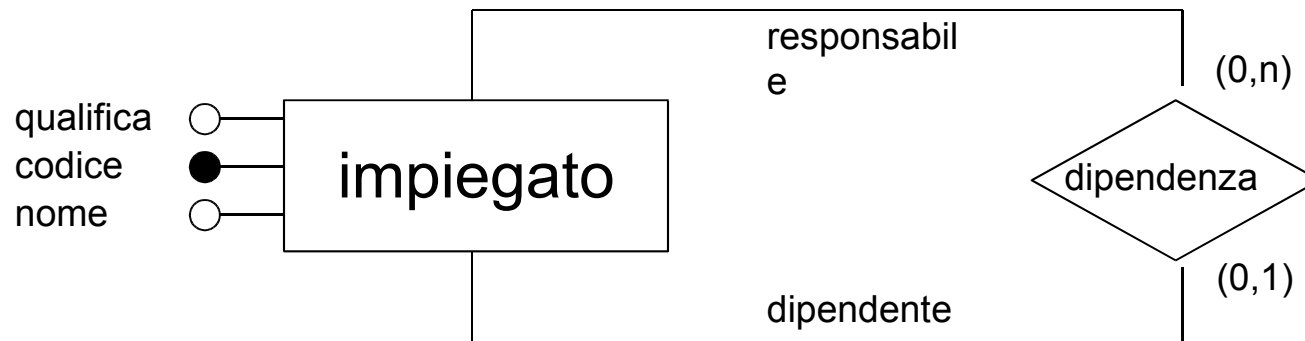 responsabil
e
(0,n)
qualifica
codice
nome
impiegato
dipendenza
(0,1)
dipendente